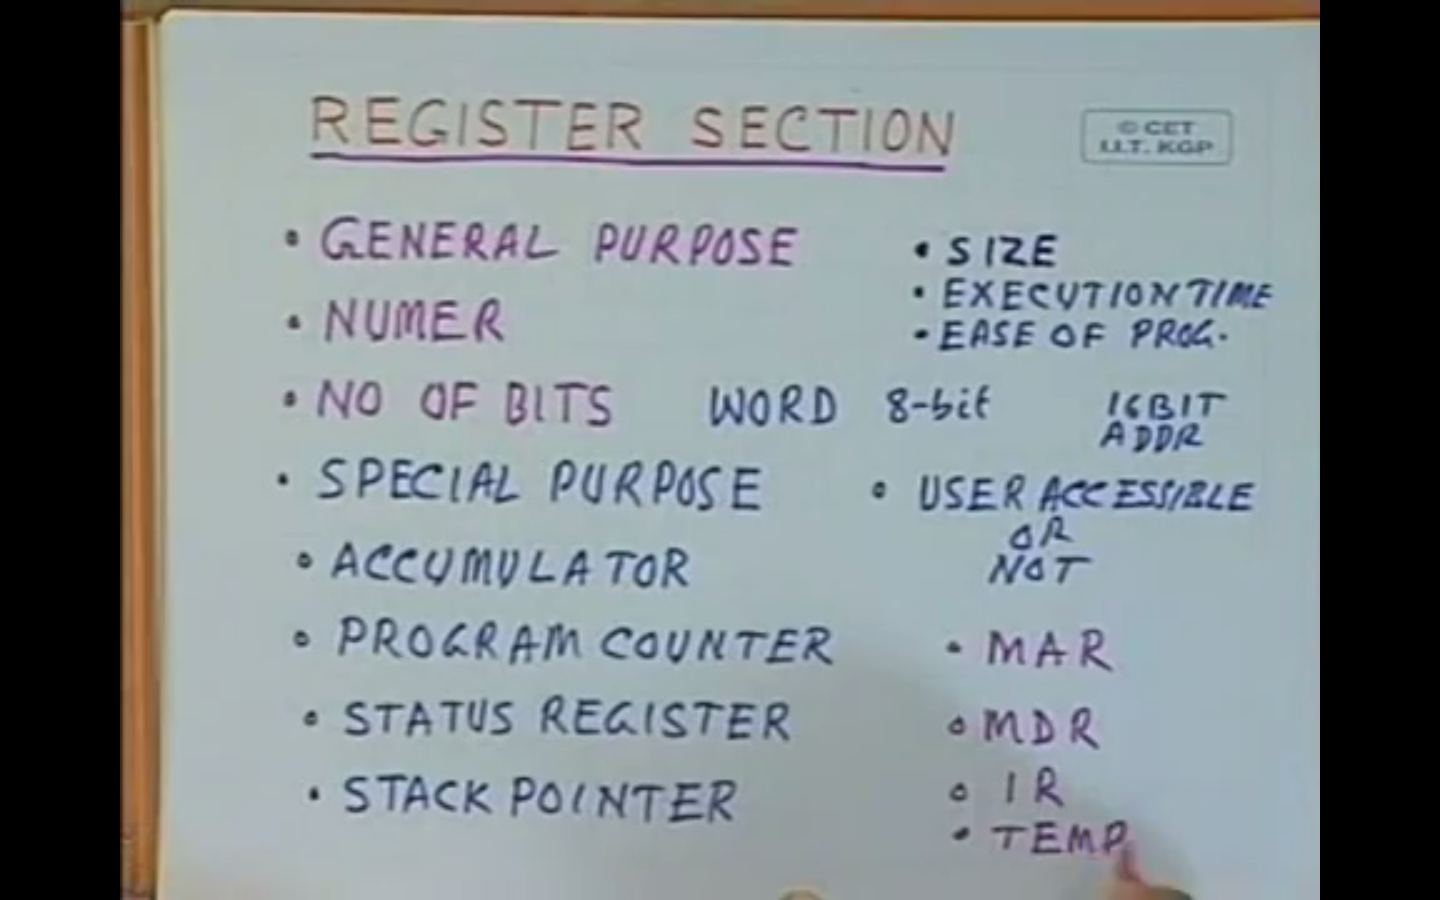 REGISTER SECTION
© CET
I.I.T. KGP
• GENERAL PURPOSE
• SIZE
• EXECUTION TIME
• EASE OF PROG.
• NUMER
• NO OF BITS WORD 8-bit 16BIT
ADDR
• SPECIAL PURPOSE
• USER ACCESSIBLE
OR
NOT
• ACCUMULATOR
• PROGRAM COUNTER
• STATUS REGISTER
• STACK POINTER
• MAR
• MDR
• IR
• TEMP